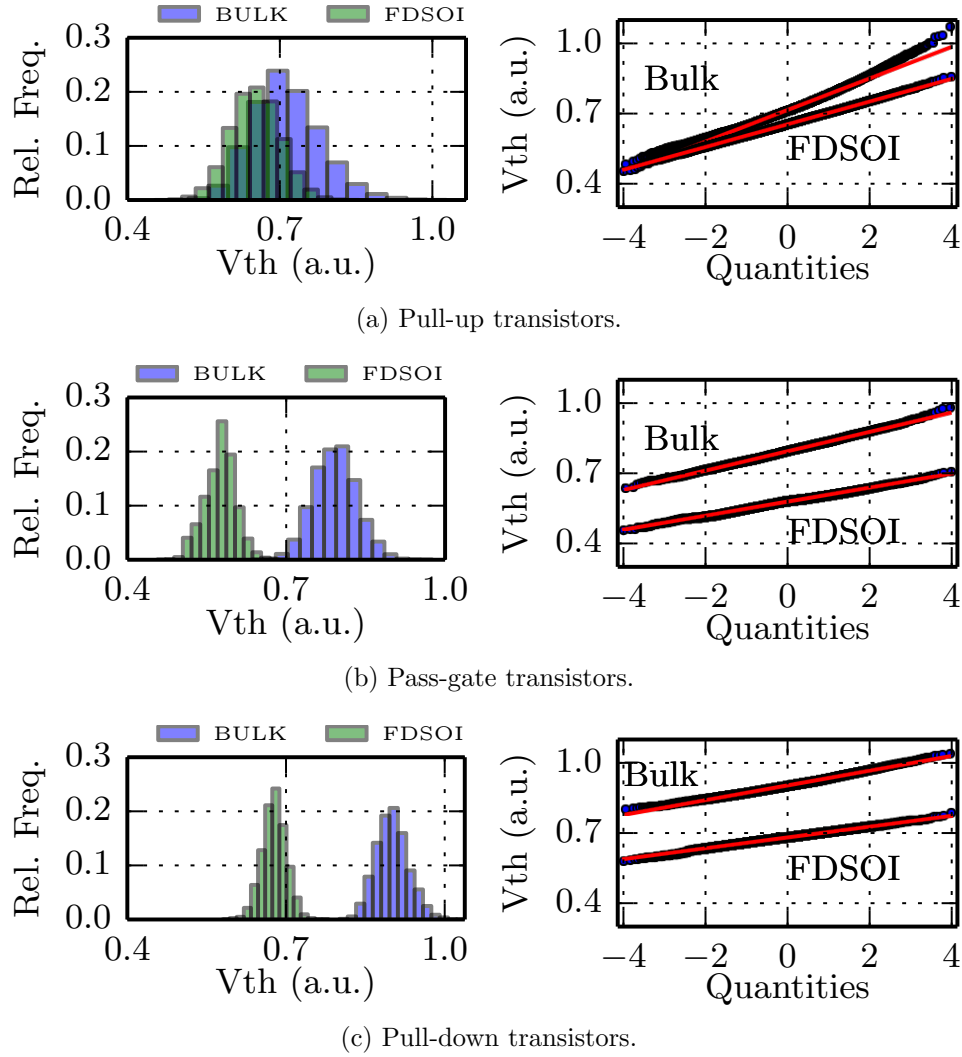 BULK FDSOI
Rel. Freq.
0.3
0.2
0.1
0.0
0.4 0.7 1.0
Vth (a.u.)
Vth (a.u.)
1.0
0.7
0.4
Bulk
FDSOI
−4 −2 0 2 4
Quantities
(a) Pull-up transistors.
BULK FDSOI
Rel. Freq.
0.3
0.2
0.1
0.0
0.4 0.7 1.0
Vth (a.u.)
Vth (a.u.)
1.0
0.7
0.4
Bulk
FDSOI
−4 −2 0 2 4
Quantities
(b) Pass-gate transistors.
BULK FDSOI
Rel. Freq.
0.3
0.2
0.1
0.0
0.4 0.7 1.0
Vth (a.u.)
Vth (a.u.)
1.0
0.7
0.4
Bulk
FDSOI
−4 −2 0 2 4
Quantities
(c) Pull-down transistors.